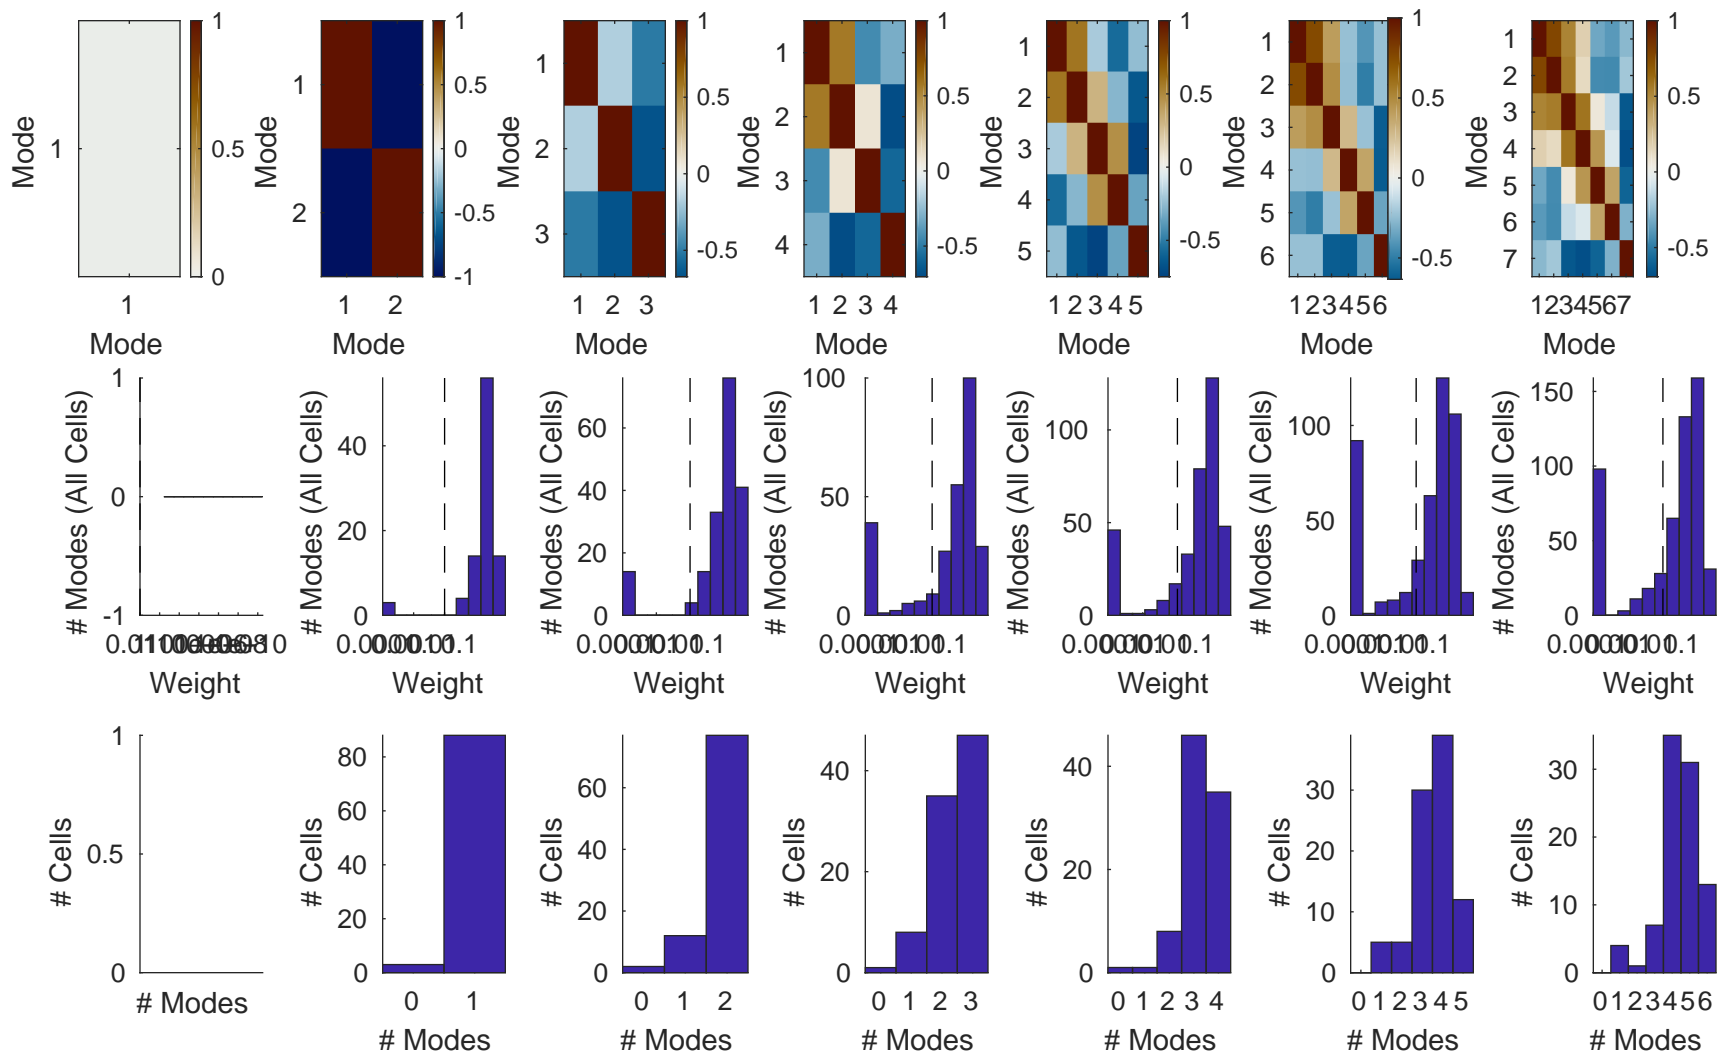 1
0.5
0
1
Mode
1
Mode
1
0.5
0
-0.5
-1
1
2
Mode
1 2
Mode
1
0.5
0
-0.5
1
2
3
Mode
1 2 3
Mode
1
0.5
0
-0.5
1
2
3
4
Mode
1 2 3 4
Mode
1
0.5
0
-0.5
1
2
3
4
5
Mode
1 2 3 4 5
Mode
1
0.5
0
-0.5
1
2
3
4
5
6
Mode
123456
Mode
1
0.5
0
-0.5
1
2
3
4
5
6
7
Mode
1234567
Mode
1
0
-1
# Modes (All Cells)
Weight
40
20
0
# Modes (All Cells)
Weight
60
40
20
0
# Modes (All Cells)
Weight
100
50
0
# Modes (All Cells)
Weight
100
50
0
# Modes (All Cells)
Weight
100
50
0
# Modes (All Cells)
Weight
150
100
50
0
# Modes (All Cells)
Weight
1
0.5
0
# Cells
# Modes
80
60
40
20
0
# Cells
0 1
# Modes
60
40
20
0
# Cells
0 1 2
# Modes
40
20
0
# Cells
0 1 2 3
# Modes
40
20
0
# Cells
0 1 2 3 4
# Modes
30
20
10
0
# Cells
0 1 2 3 4 5
# Modes
30
20
10
0
# Cells
0123456
# Modes